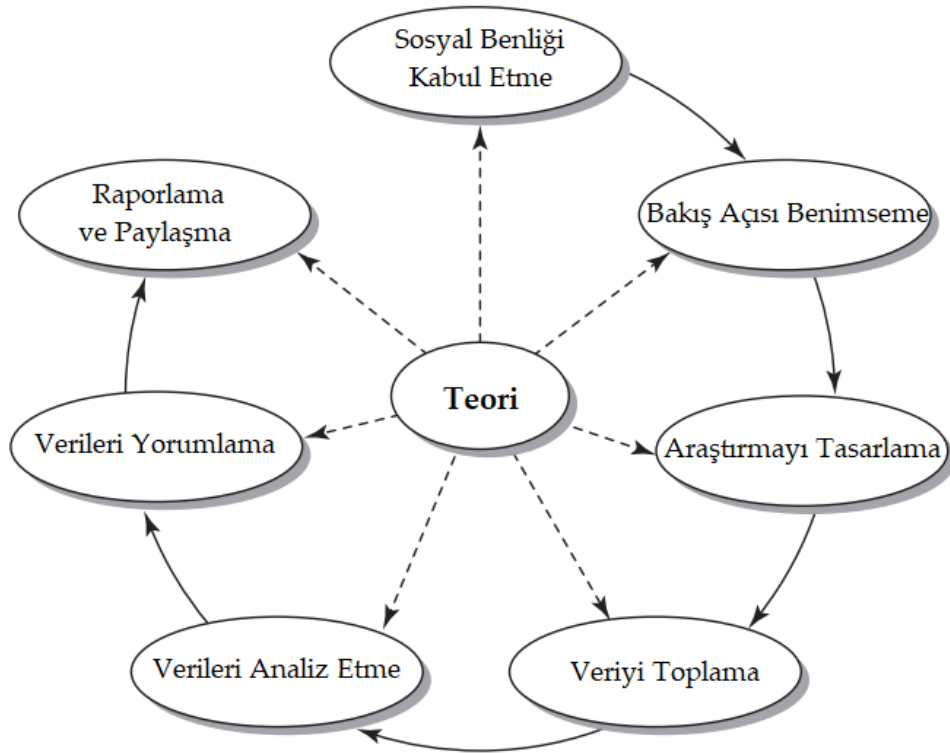 Sosyal Benliği
Kabul Etme
Bakış Açısı Benimseme
Araştırmayı Tasarlama
Veriyi Toplama
Verileri Analiz Etme
Verileri Yorumlama
Raporlama
ve Paylaşma
Teori